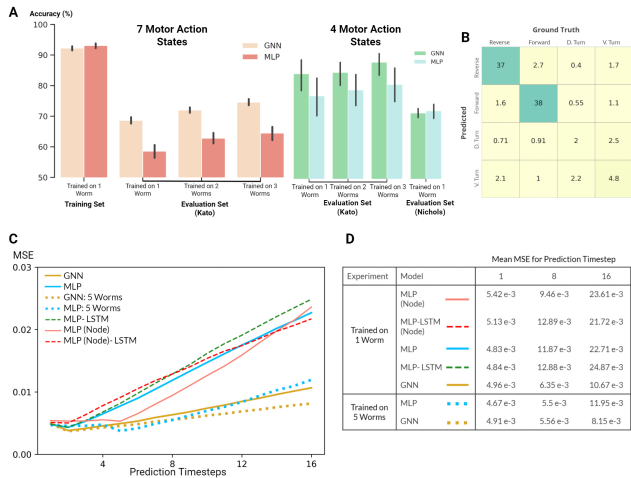 A
Accuracy (%)
7 Motor Action
States
4 Motor Action
States
GNN
MLP
GNN
MLP
100
90
80
70
60
50
Trained on 1
Worm
Training Set
Trained on 1
Worm
Trained on 2
Worms
Trained on 3
Worms
Evaluation Set
(Kato)
Trained on 1
Worm
Trained on 2
Worms
Trained on 3
Worms
Evaluation Set
(Kato)
Trained on 1
Worm
Evaluation Set
(Nichols)
B
Ground Truth
Reverse Forward D. Turn V. Turn
Predicted
Reverse 37 2.7 0.4 1.7
Forward 1.6 38 0.55 1.1
D. Turn 0.71 0.91 2 2.5
V. Turn 2.1 1 2.2 4.8
C
MSE
0.03
0.02
0.01
0.00
GNN
MLP
GNN: 5 Worms
MLP: 5 Worms
MLP- LSTM
MLP (Node)
MLP (Node)- LSTM
4 8 12 16
Prediction Timesteps
D
Mean MSE for Prediction Timestep
Experiment Model 1 8 16
Trained on
1 Worm
MLP
(Node)
5.42 e-3 9.46 e-3 23.61 e-3
MLP-LSTM
(Node)
5.13 e-3 12.89 e-3 21.72 e-3
MLP 4.83 e-3 11.87 e-3 22.71 e-3
MLP- LSTM 4.84 e-3 12.88 e-3 24.87 e-3
GNN 4.96 e-3 6.35 e-3 10.67 e-3
Trained on
5 Worms
MLP 4.67 e-3 5.5 e-3 11.95 e-3
GNN 4.91 e-3 5.56 e-3 8.15 e-3